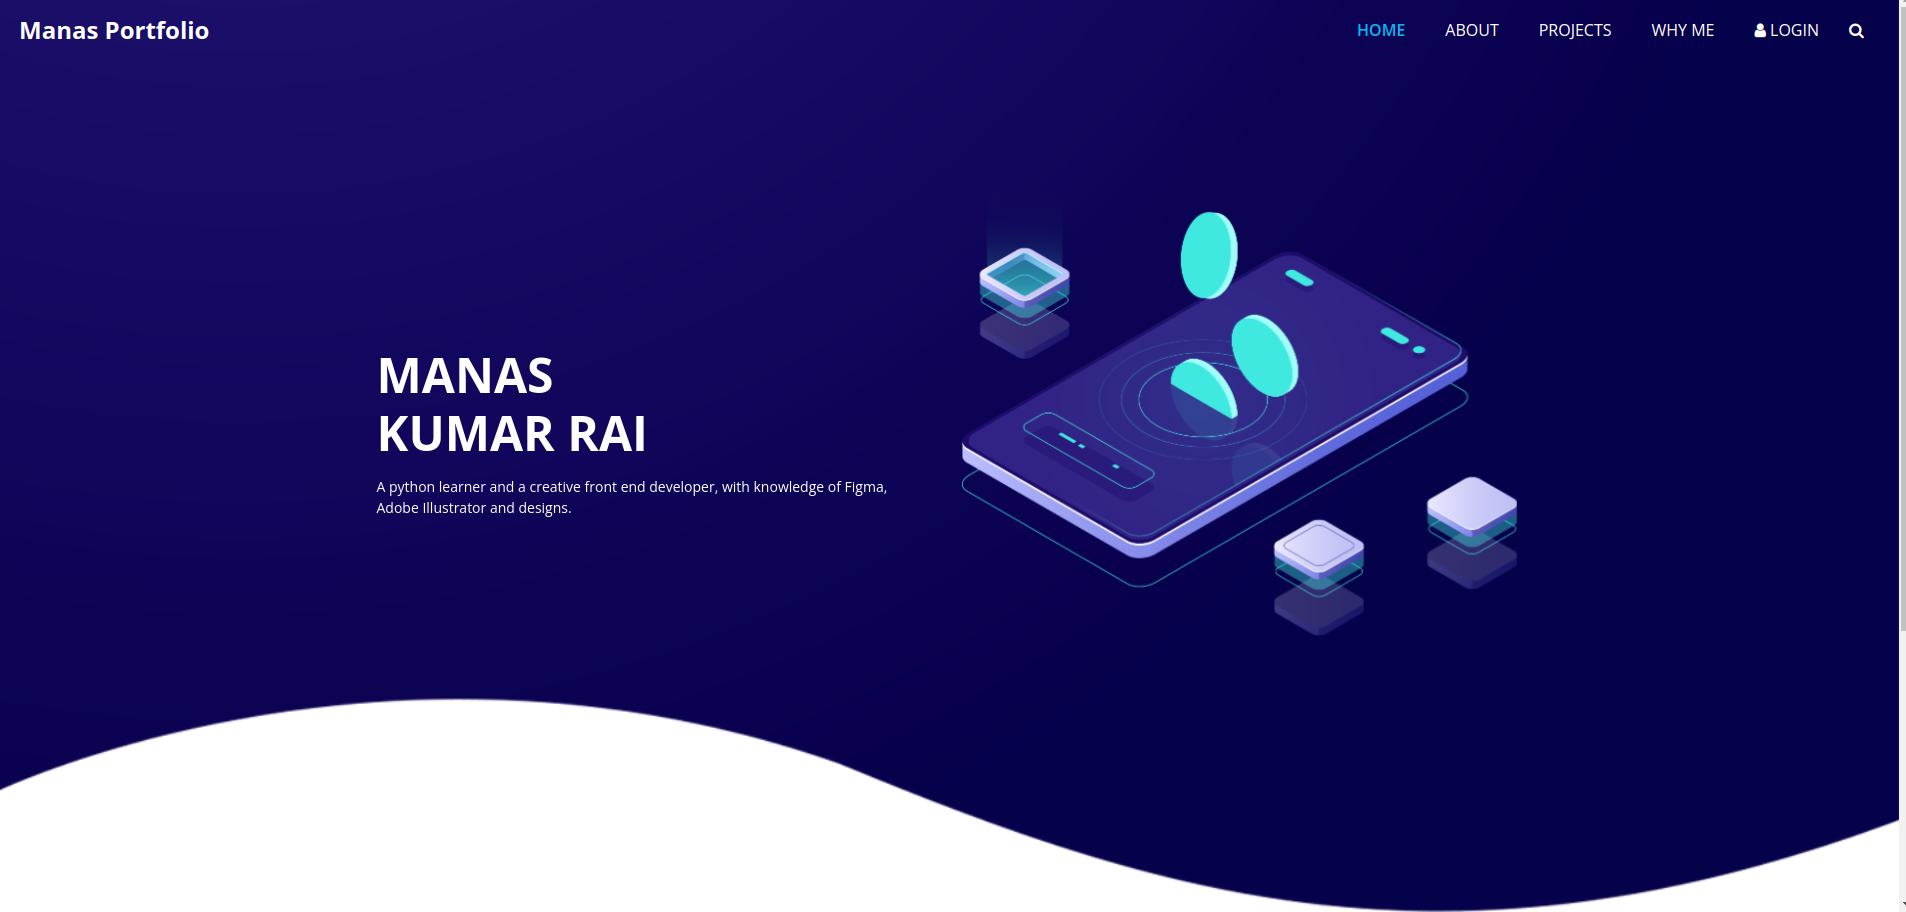 Manas Portfolio
HOME ABOUT PROJECTS WHY ME LOGIN
MANAS
KUMAR RAI
A python learner and a creative front end developer, with knowledge of Figma,
Adobe Illustrator and designs.